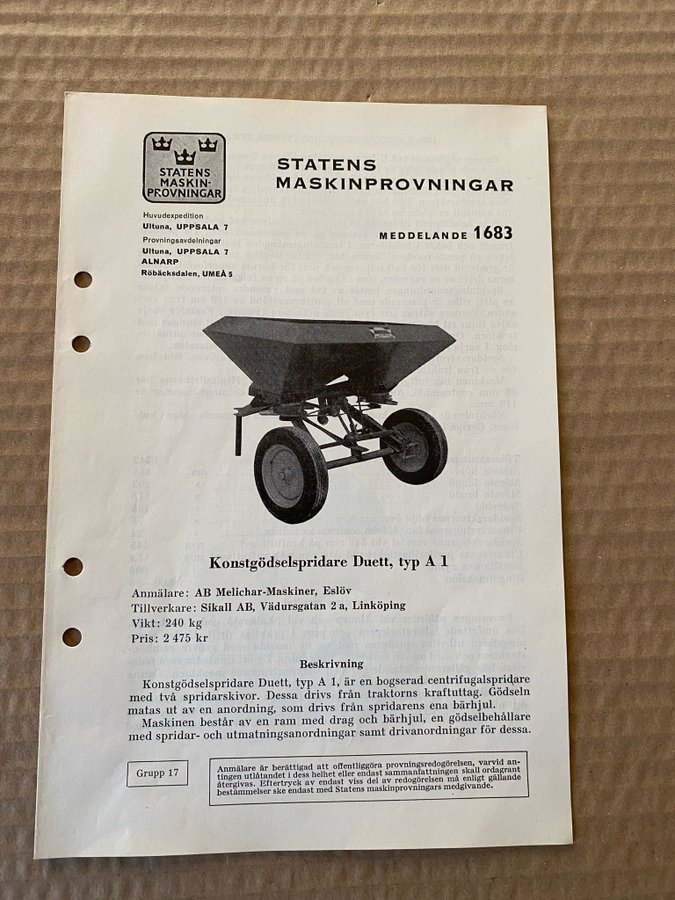 STATENS
MASKIN-
PROVNINGAR
STATENS
MASKINPROVNINGAR
Huvudexpedition
Ultuna, UPPSALA 7
Provningsavdelningar
Ultuna, UPPSALA 7
ALNARP
Röbäcksdalen, UMEÅ 5
MEDDELANDE 1683
Konstgödselspridare Duett, typ A 1
Anmälare: AB Melichar-Maskiner, Eslöv
Tillverkare: Sikall AB, Vädursgatan 2 a, Linköping
Vikt: 240 kg
Pris: 2 475 kr
Beskrivning
Konstgödselspridare Duett, typ A 1, är en bogserad centrifugalspridare
med två spridarskivor. Dessa drivs från traktorns kraftuttag. Gödseln
matas ut av en anordning, som drivs från spridarens ena bärhjul.
Maskinen består av en ram med drag och bärhjul, en gödselbehållare
med spridar- och utmatningsanordningar samt drivanordningar för dessa.
Grupp 17
Anmälare är berättigad att offentliggöra provningsredogörelsen, varvid an-
tingen utlåtandet i dess helhet eller endast sammanfattningen skall ordagrant
återgivas. Eftertryck av endast viss del av redogörelsen må enligt gällande
bestämmelser ske endast med Statens maskinprovningars medgivande.